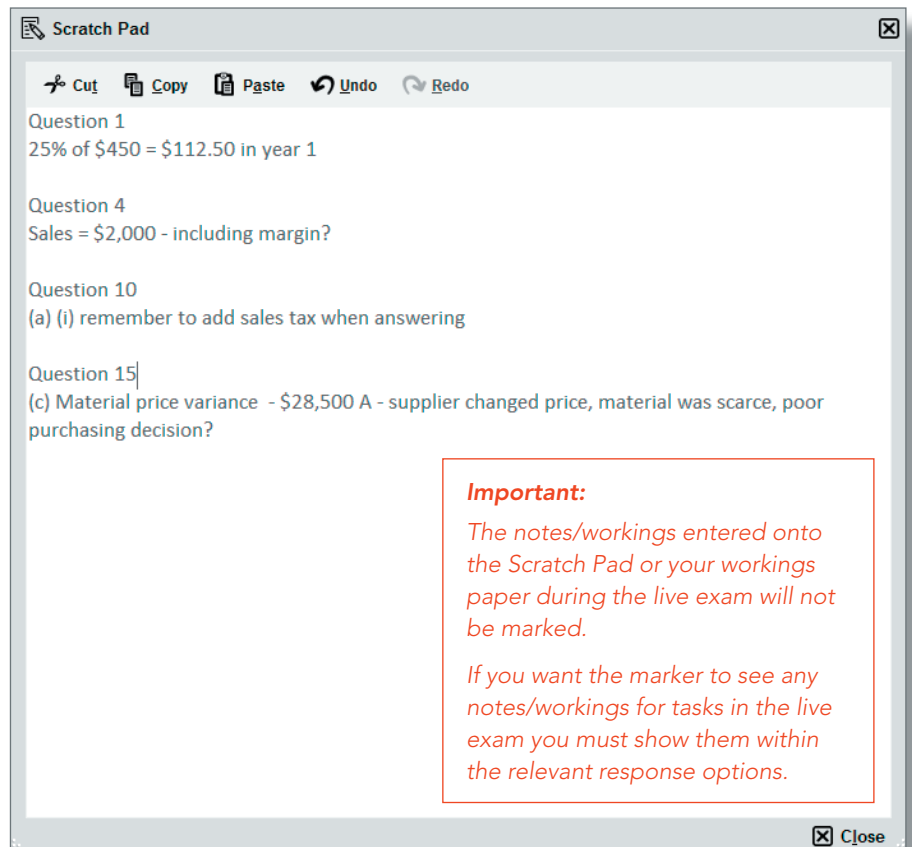 Scratch Pad
Cut Copy Paste Undo Redo
Question 1
25% of $450 = $112.50 in year 1
Question 4
Sales = $2,000 - including margin?
Question 10
(a) (i) remember to add sales tax when answering
Question 15
(c) Material price variance  - $28,500 A - supplier changed price, material was scarce, poor
purchasing decision?
Important:
The notes/workings entered onto
the Scratch Pad or your workings
paper during the live exam will not
be marked.
If you want the marker to see any
notes/workings for tasks in the live
exam you must show them within
the relevant response options.
Close